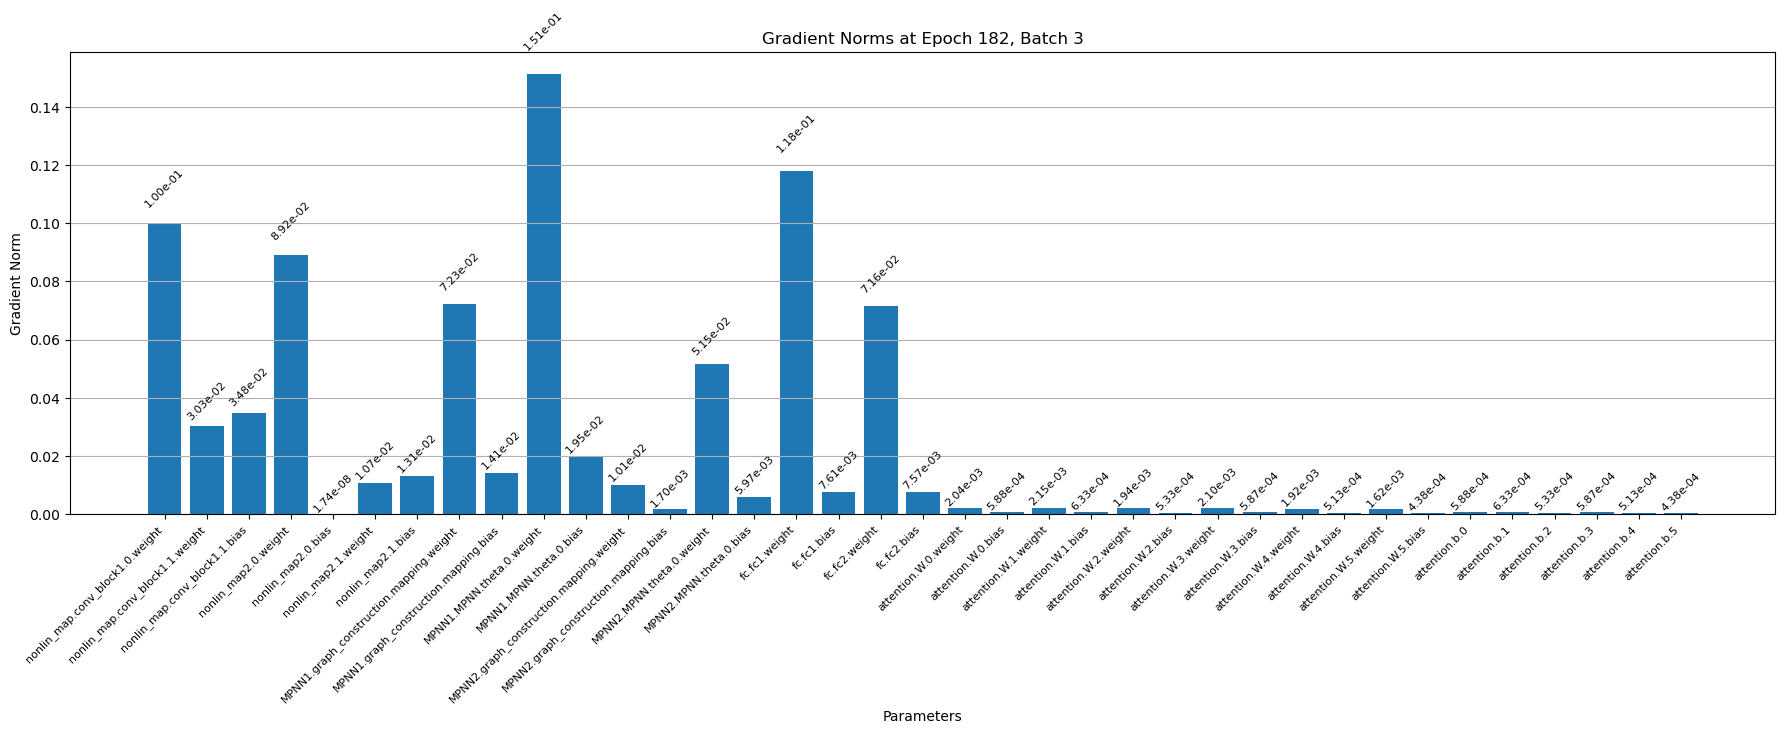 Gradient Norms at Epoch 182, Batch 3
Gradient Norm
0.14
0.12
0.10
0.08
0.06
0.04
0.02
0.00
1.00e-01
3.03e-02
3.48e-02
8.92e-02
1.74e-08
1.07e-02
1.31e-02
7.23e-02
1.41e-02
1.51e-01
1.95e-02
1.01e-02
1.70e-03
5.15e-02
5.97e-03
1.18e-01
7.61e-03
7.16e-02
7.57e-03
2.04e-03
5.88e-04
2.15e-03
6.33e-04
1.94e-03
5.33e-04
2.10e-03
5.87e-04
1.92e-03
5.13e-04
1.62e-03
4.38e-04
5.88e-04
6.33e-04
5.33e-04
5.87e-04
5.13e-04
4.38e-04
nonlin_map.conv_block1.0.weight
nonlin_map.conv_block1.1.weight
nonlin_map.conv_block1.1.bias
nonlin_map2.0.weight
nonlin_map2.0.bias
nonlin_map2.1.weight
nonlin_map2.1.bias
MPNN1.graph_construction.mapping.weight
MPNN1.graph_construction.mapping.bias
MPNN1.MPNN.theta.0.weight
MPNN1.MPNN.theta.0.bias
MPNN2.graph_construction.mapping.weight
MPNN2.graph_construction.mapping.bias
MPNN2.MPNN.theta.0.weight
MPNN2.MPNN.theta.0.bias
fc.fc1.weight
fc.fc1.bias
fc.fc2.weight
fc.fc2.bias
attention.W.0.weight
attention.W.0.bias
attention.W.1.weight
attention.W.1.bias
attention.W.2.weight
attention.W.2.bias
attention.W.3.weight
attention.W.3.bias
attention.W.4.weight
attention.W.4.bias
attention.W.5.weight
attention.W.5.bias
attention.b.0
attention.b.1
attention.b.2
attention.b.3
attention.b.4
attention.b.5
Parameters